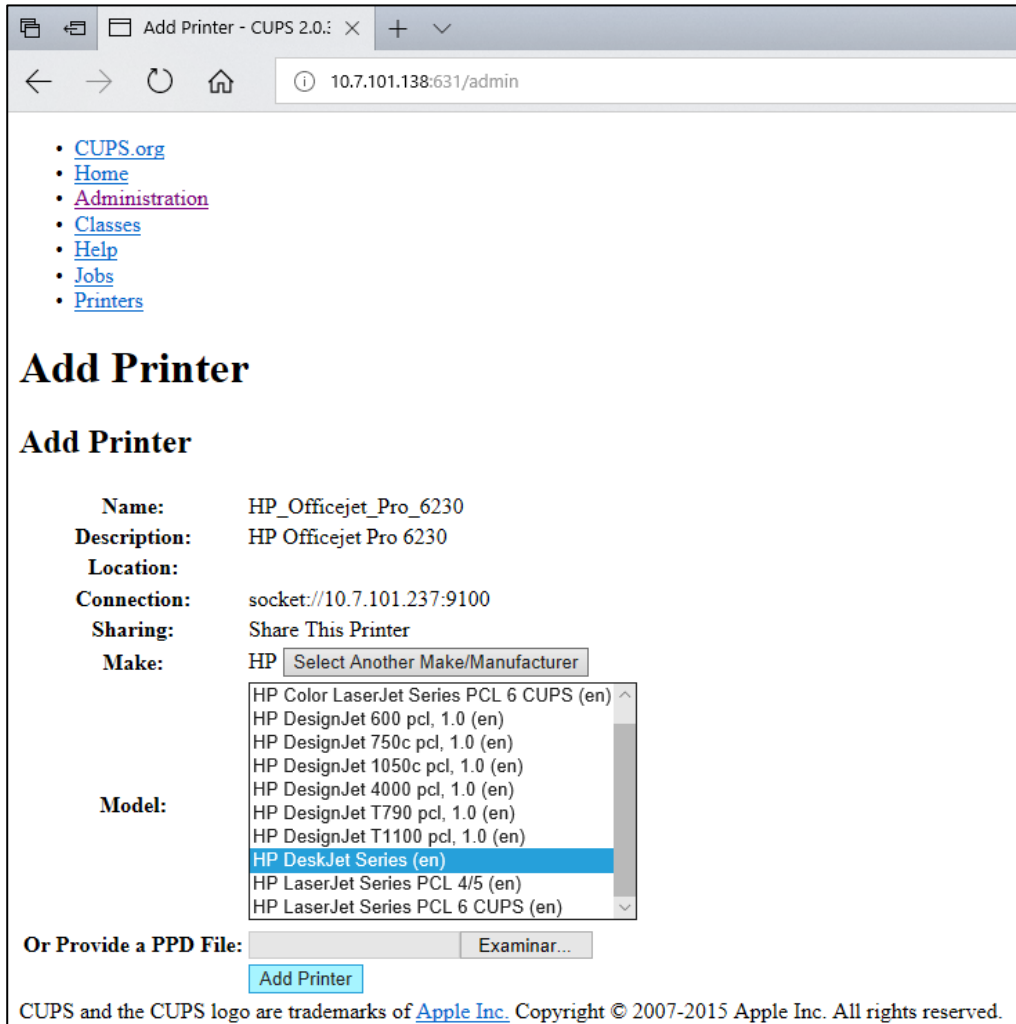 Add Printer - CUPS 2.0.3
10.7.101.138:631/admin
CUPS.org
Home
Administration
Classes
Help
Jobs
Printers
Add Printer
Add Printer
Name: HP_Officejet_Pro_6230
Description: HP Officejet Pro 6230
Location:
Connection: socket://10.7.101.237:9100
Sharing: Share This Printer
Make: HP Select Another Make/Manufacturer
HP Color LaserJet Series PCL 6 CUPS (en)
HP DesignJet 600 pcl, 1.0 (en)
HP DesignJet 750c pcl, 1.0 (en)
HP DesignJet 1050c pcl, 1.0 (en)
HP DesignJet 4000 pcl, 1.0 (en)
Model:
HP DesignJet T790 pcl, 1.0 (en)
HP DesignJet T1100 pcl, 1.0 (en)
HP DeskJet Series (en)
HP LaserJet Series PCL 4/5 (en)
HP LaserJet Series PCL 6 CUPS (en)
Or Provide a PPD File: Examinar...
Add Printer
CUPS and the CUPS logo are trademarks of Apple Inc. Copyright © 2007-2015 Apple Inc. All rights reserved.